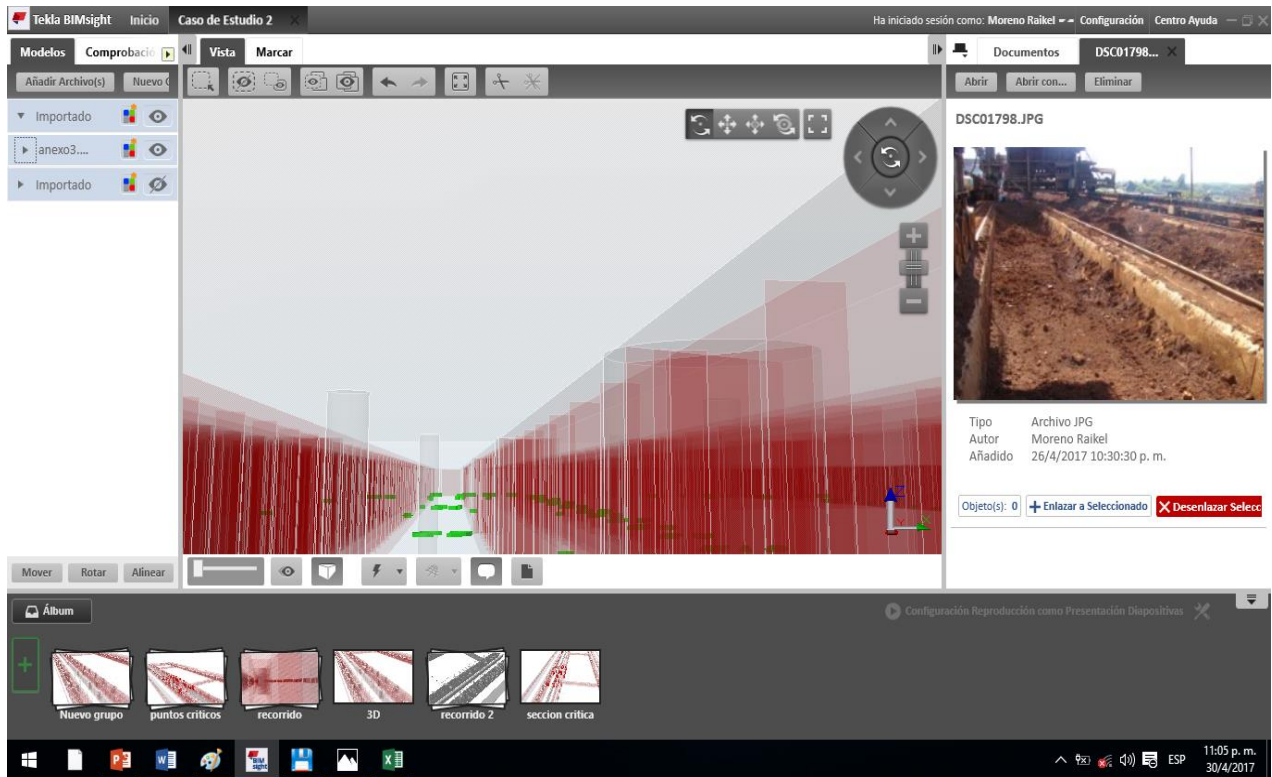 Tekla BIMsight Inicio Caso de Estudio 2 Ha iniciado sesión como: Moreno Raikel Configuración Centro Ayuda
Modelos Comprobació Vista Marcar Documentos DSC01798...
Añadir Archivo(s) Nuevo Abrir Abrir con... Eliminar
Importado
anexo3....
Importado
DSC01798.JPG
Tipo Archivo JPG
Autor Moreno Raikel
Añadido 26/4/2017 10:30:30 p. m.
Objeto(s): 0 + Enlazar a Seleccionado X Desenlazar Selecc
Z
Mover Rotar Alinear
Álbum Configuración Reproducción como Presentación Diapositivas
Nuevo grupo puntos criticos recorrido 3D recorrido 2 seccion critica
BIM
sight
ESP 11:05 p. m.
30/4/2017